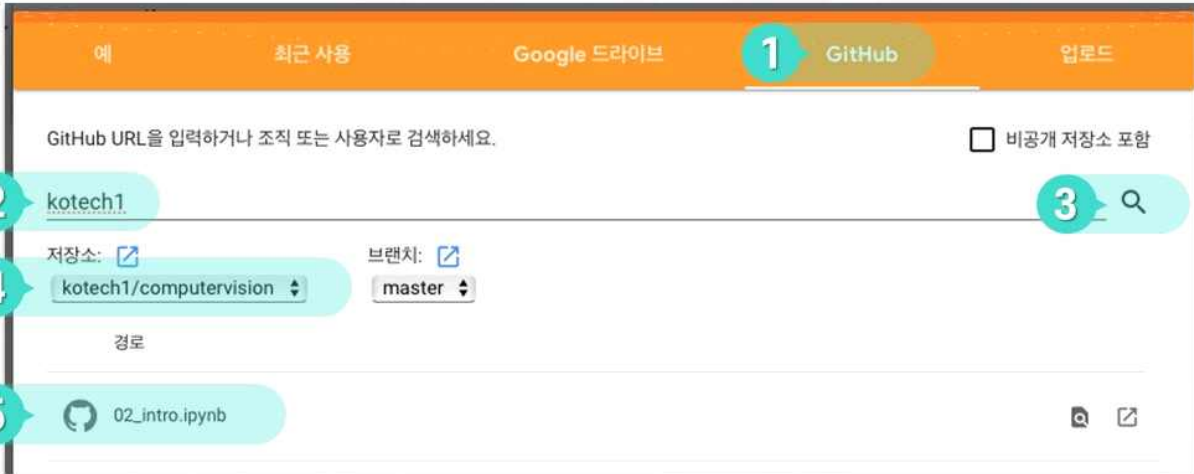 예 최근 사용 Google 드라이브 1 GitHub 업로드
GitHub URL을 입력하거나 조직 또는 사용자로 검색하세요. 비공개 저장소 포함
2 kotech1 3
저장소: 브랜치:
4 kotech1/computervision master
경로
5 02_intro.ipynb